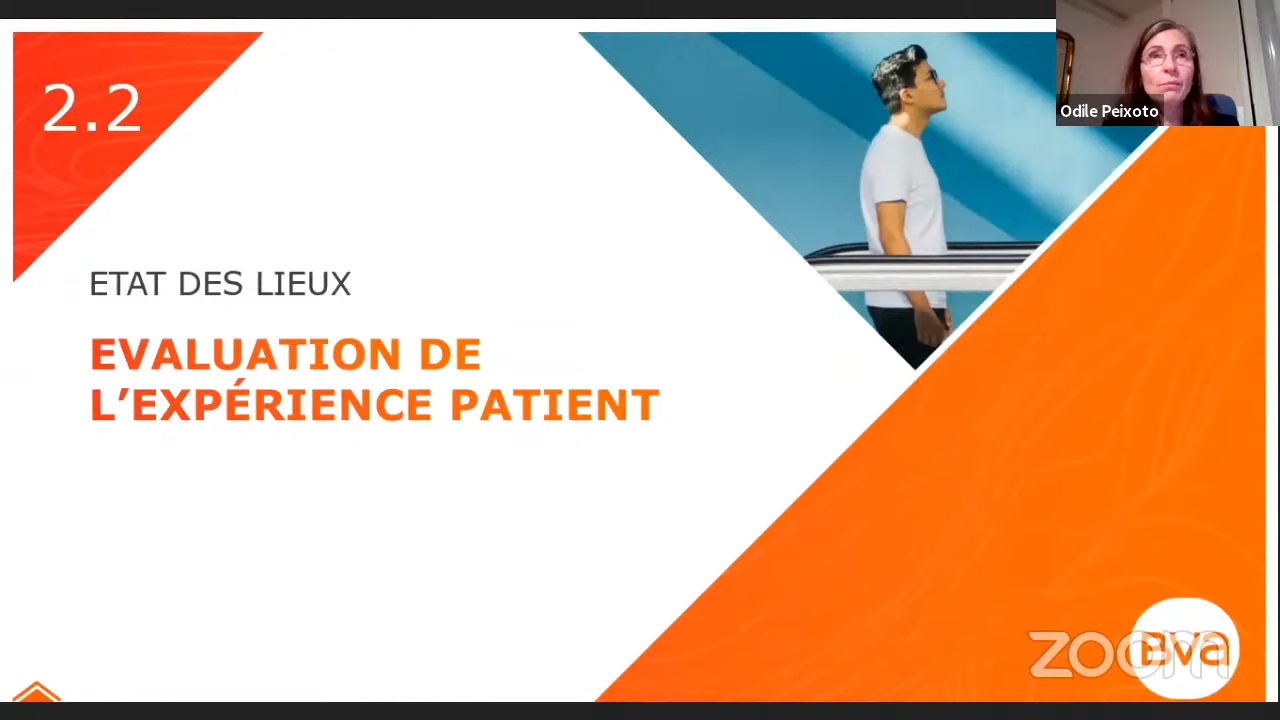 2.2
Odile Peixoto
ETAT DES LIEUX
EVALUATION DE
L’EXPÉRIENCE PATIENT
BVA
zoom